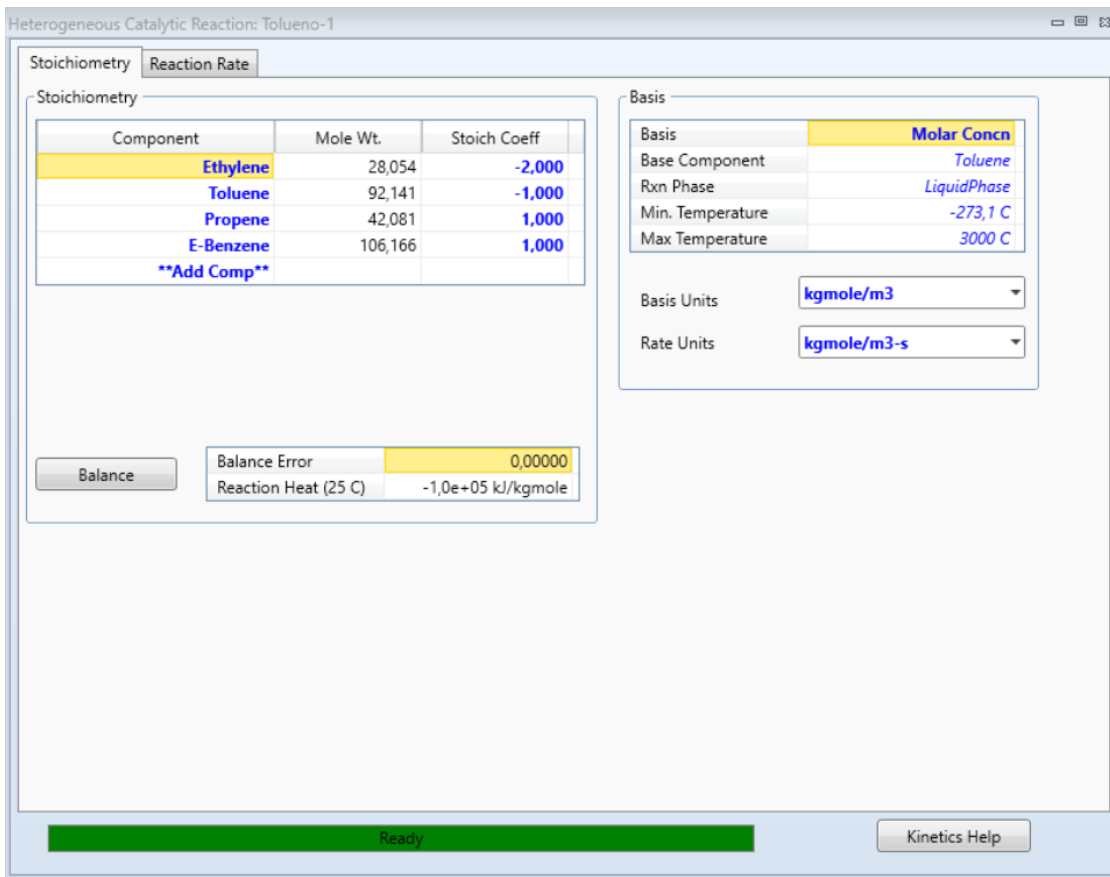 Heterogeneous Catalytic Reaction: Tolueno-1
Stoichiometry Reaction Rate
Stoichiometry
Component Mole Wt. Stoich Coeff
Ethylene 28,054 -2,000
Toluene 92,141 -1,000
Propene 42,081 1,000
E-Benzene 106,166 1,000
**Add Comp**
Balance
Balance Error 0,00000
Reaction Heat (25 C) -1,0e+05 kJ/kgmole
Basis
Basis Molar Concn
Base Component Toluene
Rxn Phase LiquidPhase
Min. Temperature -273,1 C
Max Temperature 3000 C
Basis Units kgmole/m3
Rate Units kgmole/m3-s
Ready
Kinetics Help